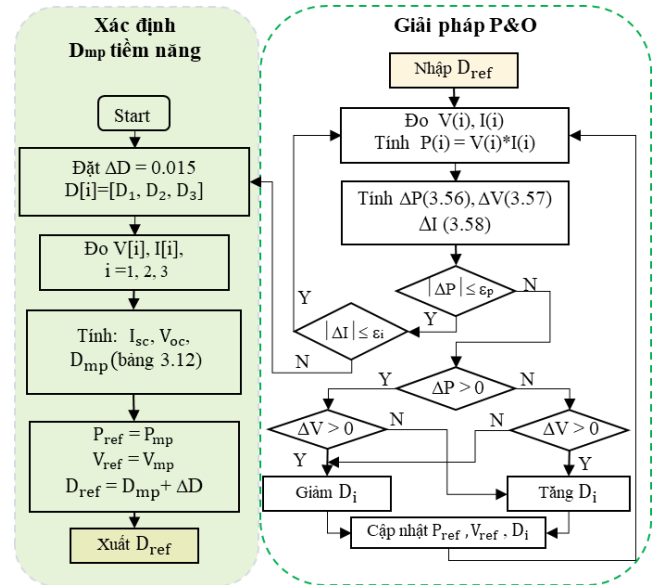 Xác định
Dmp tiềm năng
Start
Đặt ΔD = 0.015
D[i]=[D₁, D₂, D₃]
Đo V[i], I[i],
i =1, 2, 3
Tính: Isc, Voc,
Dmp (bảng 3.12)
Pref = Pmp
Vref = Vmp
Dref = Dmp + ΔD
Xuất Dref
Giải pháp P&O
Nhập Dref
Đo V(i), I(i)
Tính P(i) = V(i)*I(i)
Tính ΔP(3.56), ΔV(3.57)
ΔI (3.58)
|ΔP| ≤ εp
N
Y
Y
|ΔI| ≤ εi
N
Y
ΔP > 0
N
ΔV > 0
N
N
ΔV > 0
Y
Y
Giảm Di
Tăng Di
Cập nhật Pref , Vref , Di